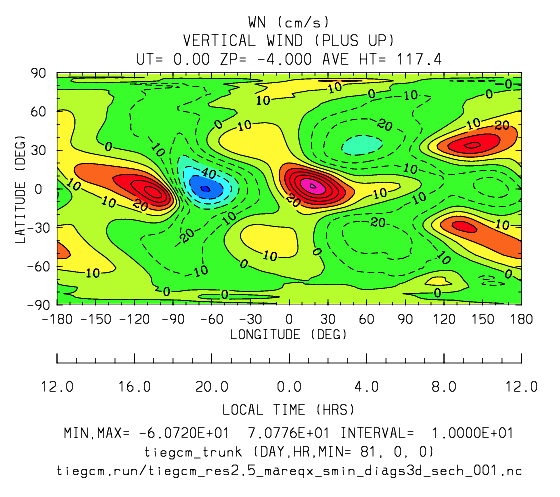 WN (cm/s)
VERTICAL WIND (PLUS UP)
UT= 0.00 ZP= -4.000 AVE HT= 117.4
LATITUDE (DEG)
90
60
30
0
-30
-60
-90
-180 -150 -120 -90 -60 -30 0 30 60 90 120 150 180
LONGITUDE (DEG)
12.0 16.0 20.0 0.0 4.0 8.0 12.0
LOCAL TIME (HRS)
MIN,MAX= -6.0720E+01 7.0776E+01 INTERVAL= 1.0000E+01
tiegcm_trunk (DAY,HR,MIN= 81, 0, 0)
tiegcm.run/tiegcm_res2.5_mareqx_smin_diags3d_sech_001.nc